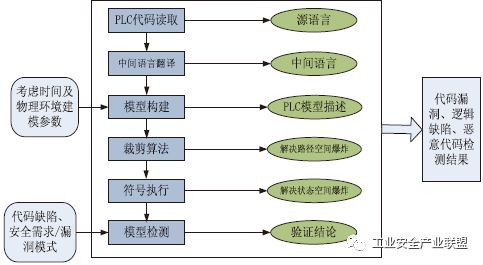 PLC代码读取
源语言
中间语言翻译
中间语言
考虑时间及
物理环境建
模参数
模型构建
PLC模型描述
代码漏
洞、逻辑
缺陷、恶
意代码检
测结果
裁剪算法
解决路径空间爆炸
符号执行
解决状态空间爆炸
代码缺陷、
安全需求/漏
洞模式
模型检测
验证结论
工业安全产业联盟